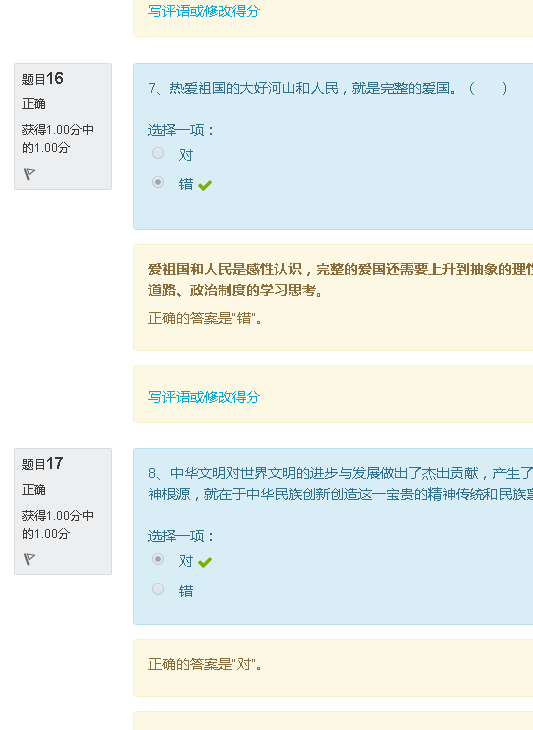 写评语或修改得分
题目16
正确
获得1.00分中
的1.00分
7、热爱祖国的大好河山和人民，就是完整的爱国。（　　）
选择一项：
对
错
爱祖国和人民是感性认识，完整的爱国还需要上升到抽象的理性
道路、政治制度的学习思考。
正确的答案是“错”。
写评语或修改得分
题目17
正确
获得1.00分中
的1.00分
8、中华文明对世界文明的进步与发展做出了杰出贡献，产生了
神根源，就在于中华民族创新创造这一宝贵的精神传统和民族禀
选择一项：
对
错
正确的答案是“对”。